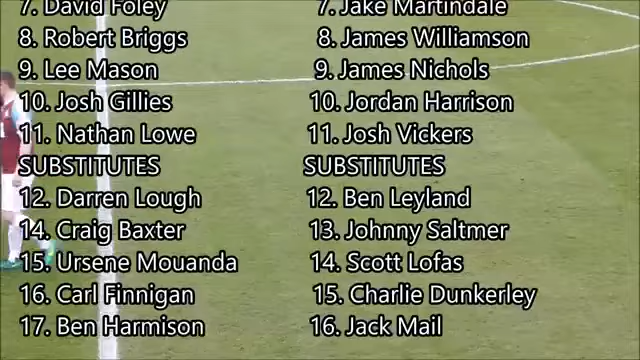 7. David Foley 7. Jake Martindale
8. Robert Briggs 8. James Williamson
9. Lee Mason 9. James Nichols
10. Josh Gillies 10. Jordan Harrison
11. Nathan Lowe 11. Josh Vickers
SUBSTITUTES SUBSTITUTES
12. Darren Lough 12. Ben Leyland
14. Craig Baxter 13. Johnny Saltmer
15. Ursene Mouanda 14. Scott Lofas
16. Carl Finnigan 15. Charlie Dunkerley
17. Ben Harmison 16. Jack Mail